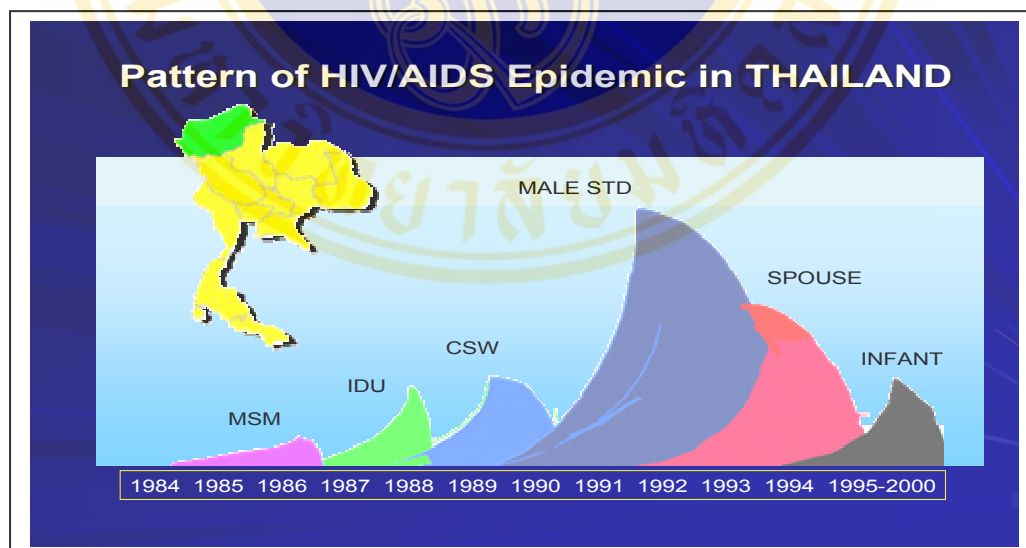 Pattern of HIV/AIDS Epidemic in THAILAND
MALE STD
SPOUSE
CSW
INFANT
IDU
MSM
1984 1985 1986 1987 1988 1989 1990 1991 1992 1993 1994 1995-2000